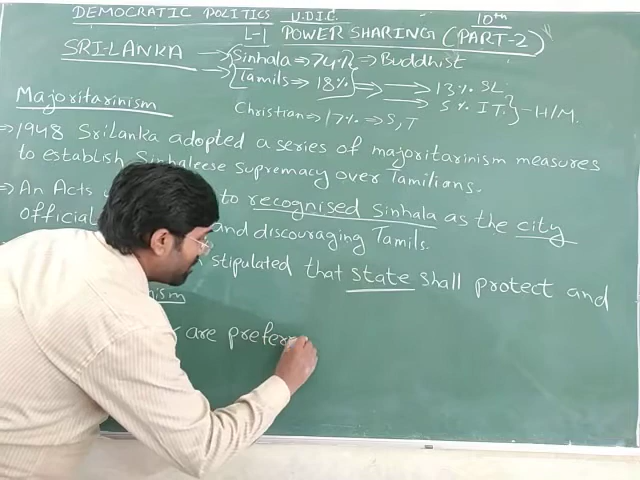 DEMOCRATIC POLITICS U.D.I.C. 10th
L-1 POWER SHARING (PART-2)
SRI-LANKA → Sinhala ⇒ 74% → Buddhist
→ Tamils ⇒ 18% → 13% SL.
→ 5% IT. } - H/M.
Christian ⇒ 7% ⇒ S, T
Majoritarinism
⇒ 1948 Srilanka adopted a series of majoritarinism measures
to establish Sinhaleese Supremacy over Tamilions.
⇒ An Acts to recognised Sinhala as the city
official and discouraging Tamils.
stipulated that state shall protect and
are prefer